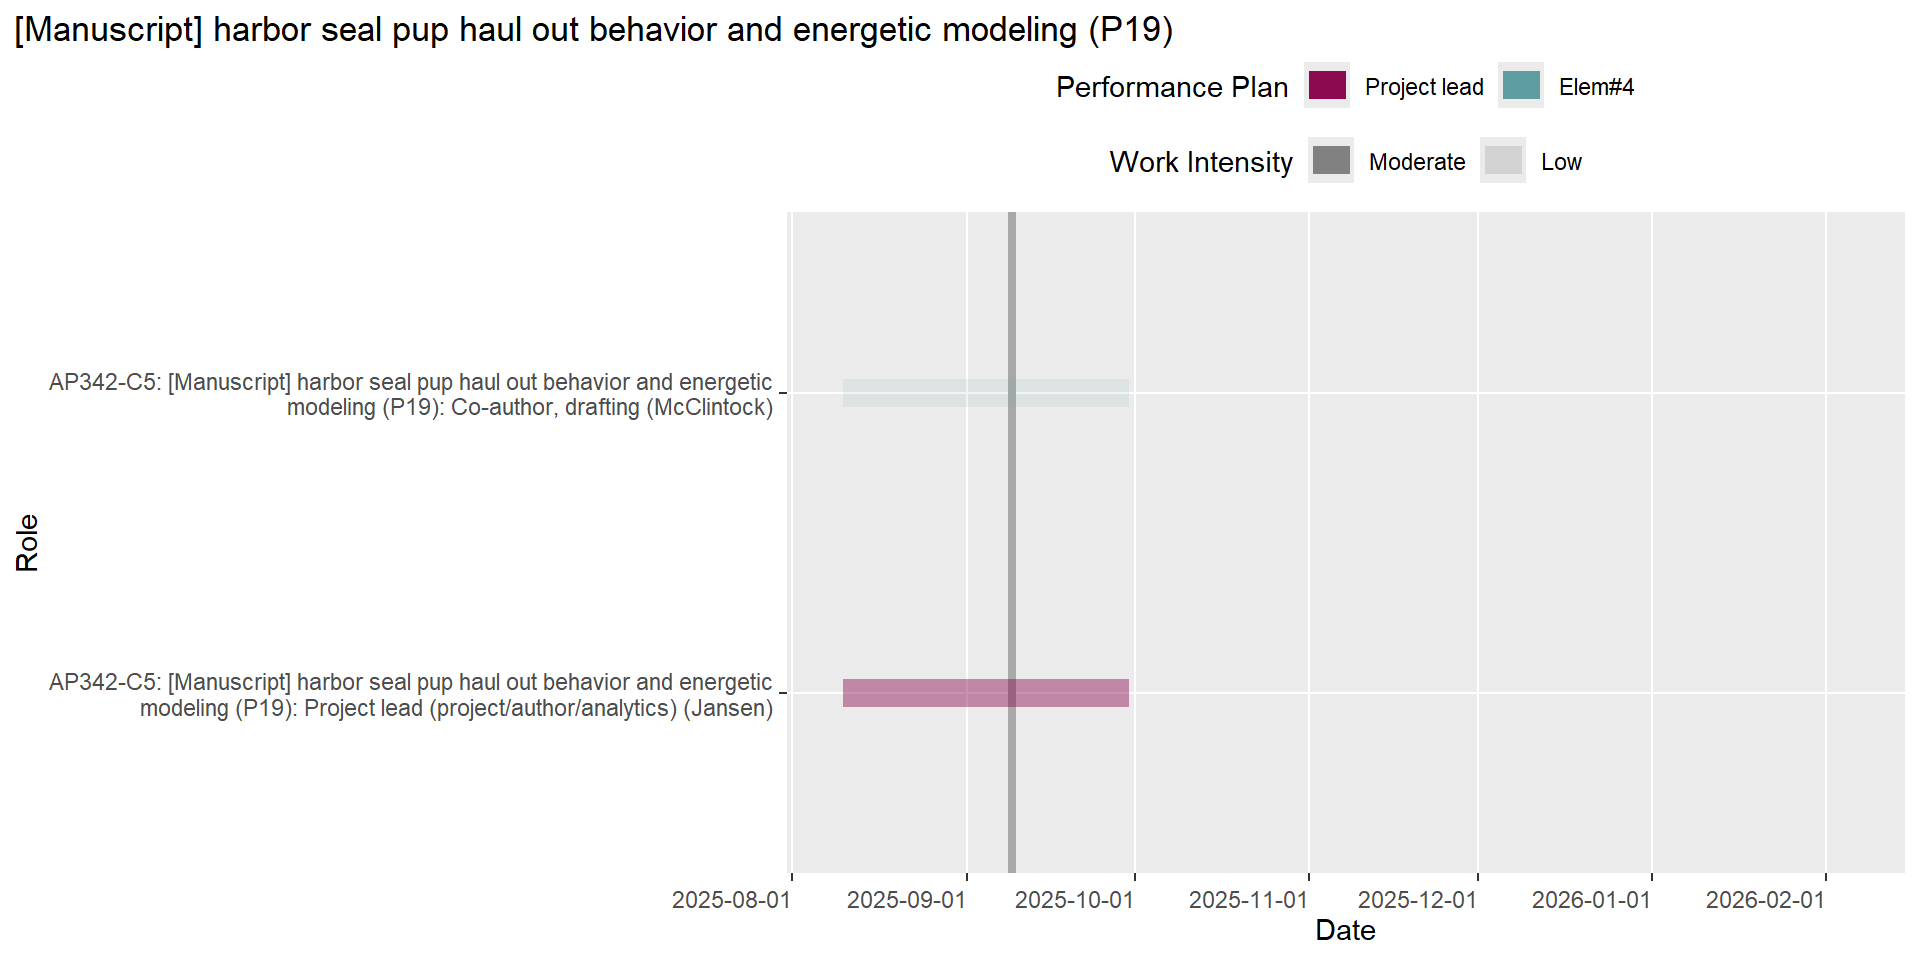 [Manuscript] harbor seal pup haul out behavior and energetic modeling (P19)
Performance Plan Project lead Elem#4
Work Intensity Moderate Low
AP342-C5: [Manuscript] harbor seal pup haul out behavior and energetic
modeling (P19): Co-author, drafting (McClintock)
Role
AP342-C5: [Manuscript] harbor seal pup haul out behavior and energetic
modeling (P19): Project lead (project/author/analytics) (Jansen)
2025-08-01 2025-09-01 2025-10-01 2025-11-01 2025-12-01 2026-01-01 2026-02-01
Date